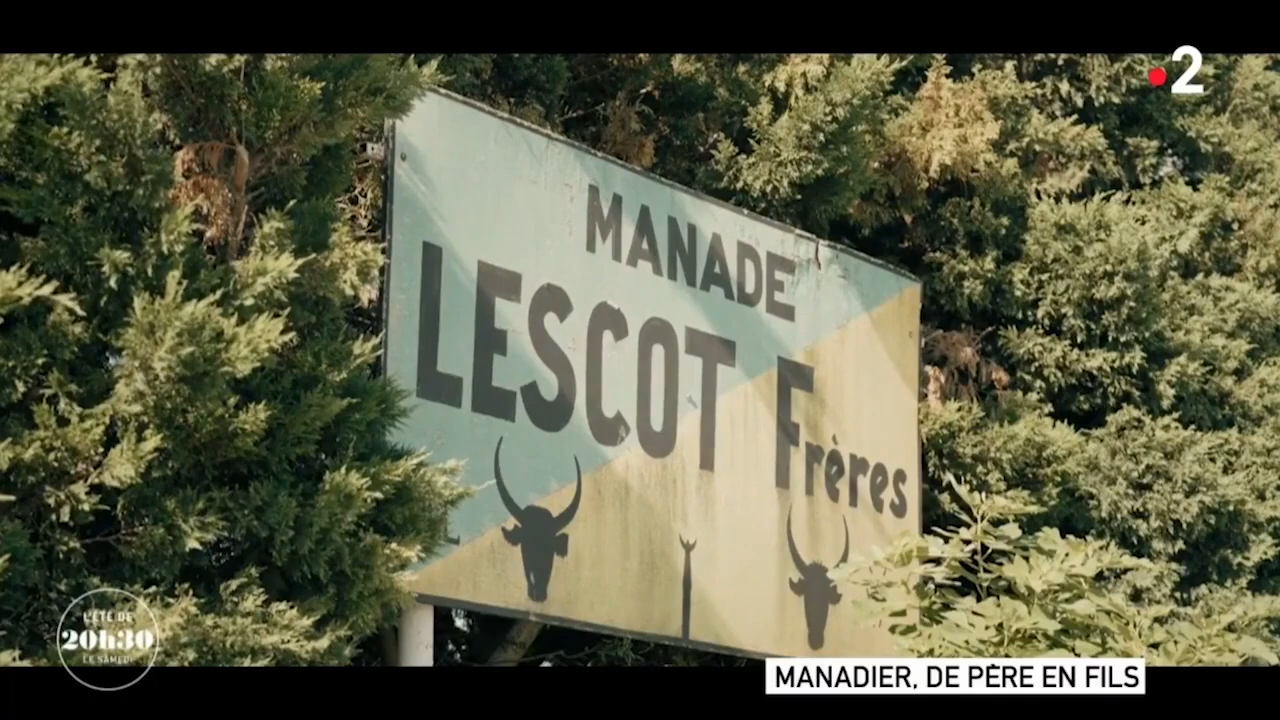 2
MANADE
LESCOT Frères
L'ÉTÉ DE
20h30
LE SAMEDI
MANADIER, DE PÈRE EN FILS